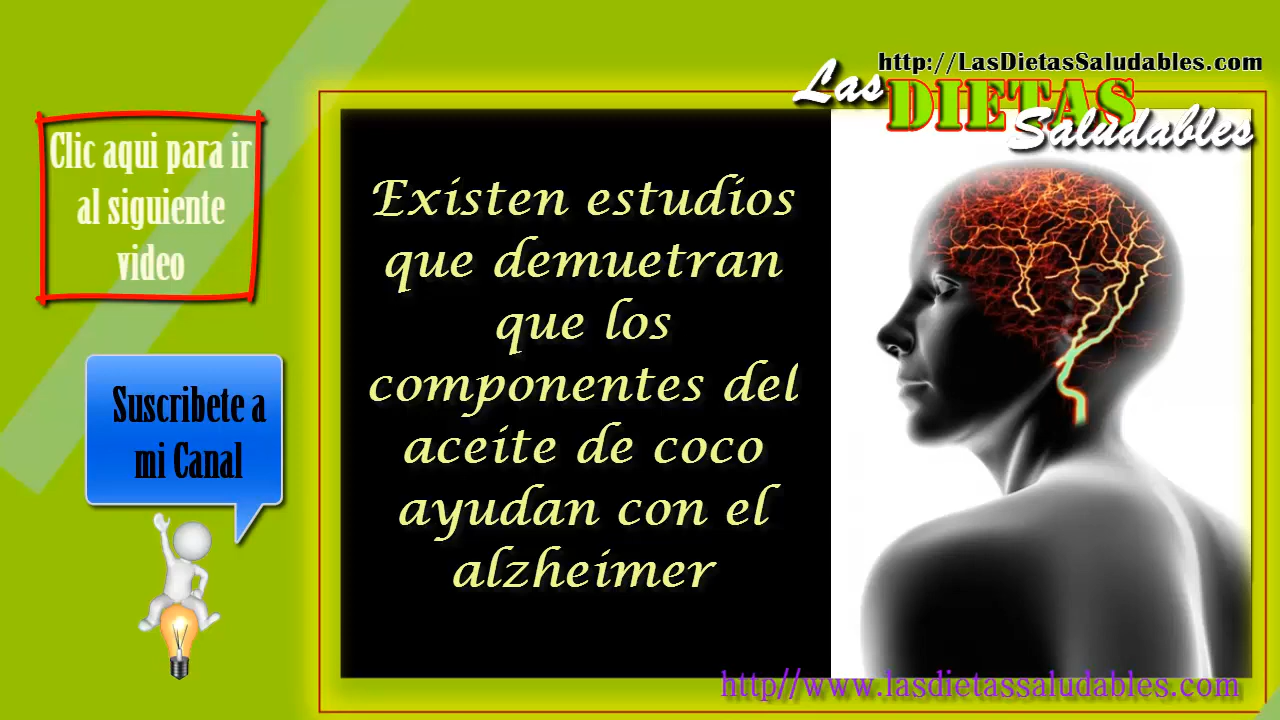 http://LasDietasSaludables.com
Las
DIETAS
Saludables
Clic aqui para ir
al siguiente
video
Suscribete a
mi Canal
Existen estudios
que demuetran
que los
componentes del
aceite de coco
ayudan con el
alzheimer
http//www.lasdietassaludables.com